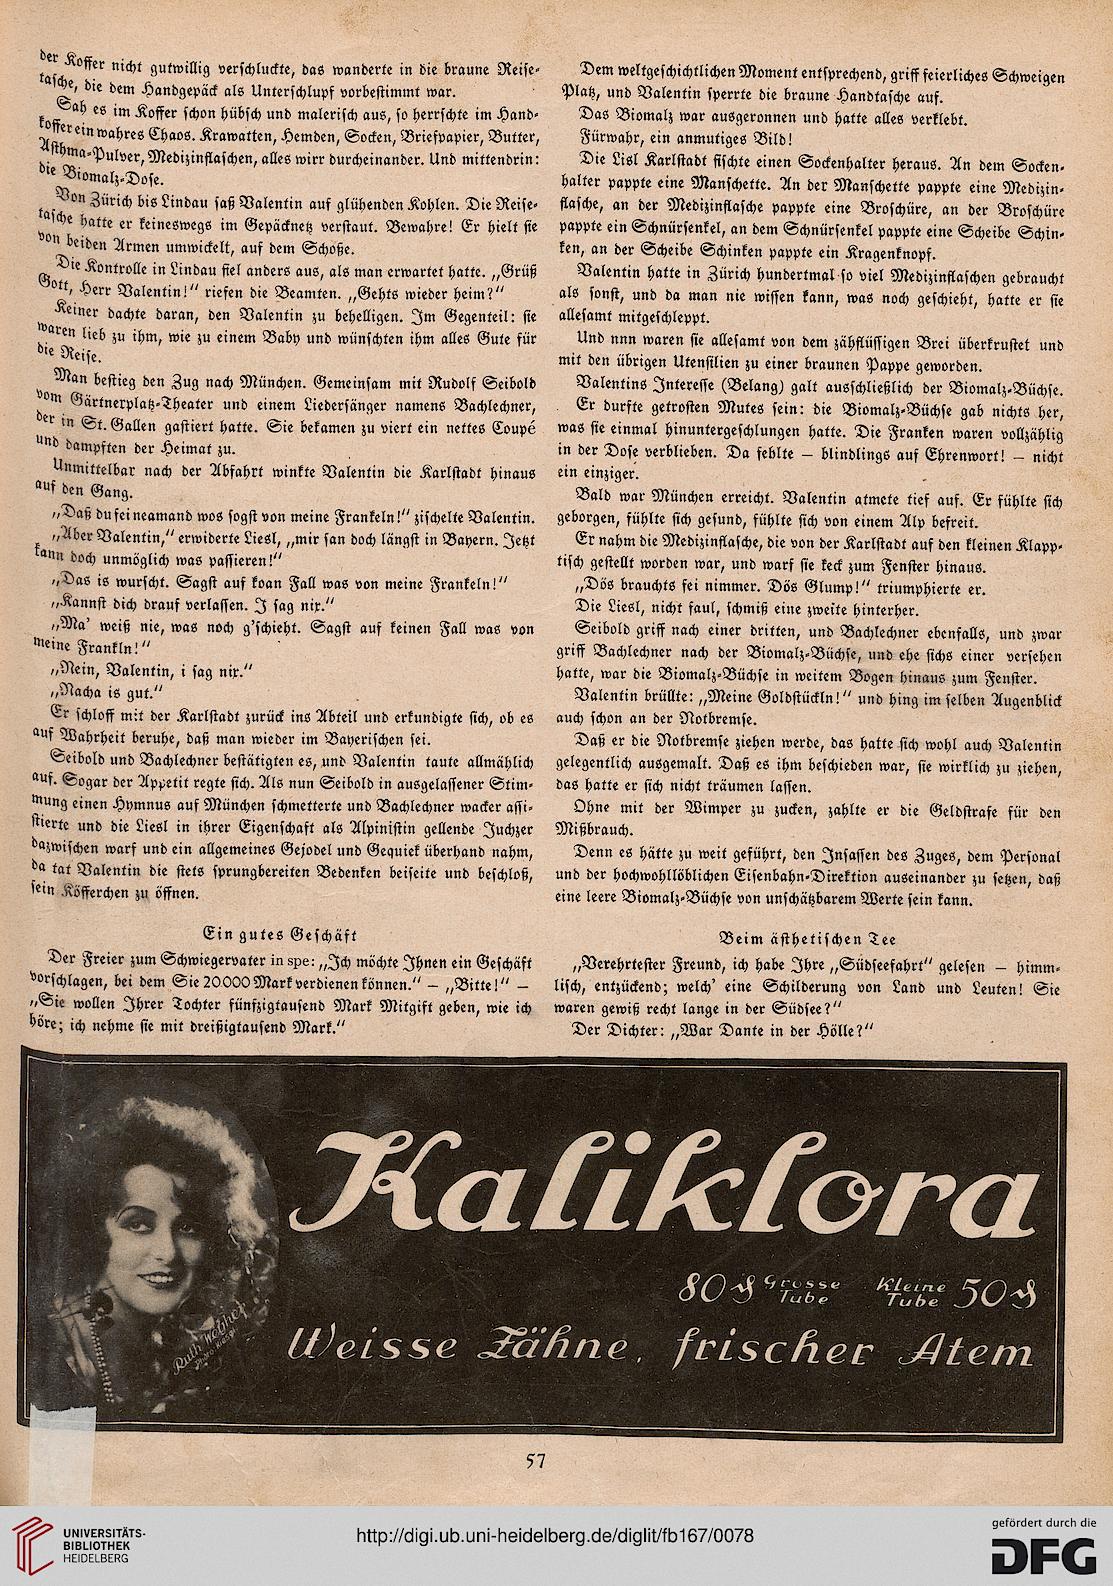 der Koffer nicht gutwillig verschluckte, das wanderte in die braune Reise-
tasche, die dem Handgepäck als Unterschlupf vorbestimmt war.
Sah es im Koffer schon hübsch und malerisch aus, so herrschte im Hand-
koffer ein wahres Chaos. Krawatten, Hemden, Socken, Briefpapier, Butter,
Asthma-Pulver, Medizinflaschen, alles wirr durcheinander. Und mittendrin:
die Biomalz-Dose.
Von Zürich bis Lindau saß Valentin auf glühenden Kohlen. Die Reise-
tasche hatte er keineswegs im Gepäcknetz verstaut. Bewahre! Er hielt sie
von beiden Armen umwickelt, auf dem Schoße.
Die Kontrolle in Lindau fiel anders aus, als man erwartet hatte. „Grüß
Gott, Herr Valentin!" riefen die Beamten. „Gehts wieder heim?"
Keiner dachte daran, den Valentin zu behelligen. Im Gegenteil: sie
waren lieb zu ihm, wie zu einem Baby und wünschten ihm alles Gute für
die Reise.
Man bestieg den Zug nach München. Gemeinsam mit Rudolf Seibold
vom Gärtnerplatz-Theater und einem Liedersänger namens Bachlechner,
der in St. Gallen gastiert hatte. Sie bekamen zu viert ein nettes Coupé
und dampften der Heimat zu.
Unmittelbar nach der Abfahrt winkte Valentin die Karlstadt hinaus
auf den Gang.
„Daß du fei neamand wos sogst von meine Frankeln!" zischelte Valentin.
„Aber Valentin," erwiderte Liesl, „mir san doch längst in Bayern. Jetzt
kann doch unmöglich was passieren!"
„Das is wurscht. Sagst auf koan Fall was von meine Frankeln!"
„Kannst dich drauf verlassen. I sag nix."
„Ma' weiß nie, was noch g'schieht. Sagst auf keinen Fall was von
meine Frankln!"
„Nein, Valentin, i sag nix."
„Nacha is gut."
Er schloff mit der Karlstadt zurück ins Abteil und erkundigte sich, ob es
auf Wahrheit beruhe, daß man wieder im Bayerischen sei.
Seibold und Bachlechner bestätigten es, und Valentin taute allmählich
auf. Sogar der Appetit regte sich. Als nun Seibold in ausgelassener Stim-
mung einen Hymnus auf München schmetterte und Bachlechner wacker assi-
stierte und die Liesl in ihrer Eigenschaft als Alpinistin gellende Juchzer
dazwischen warf und ein allgemeines Gejodel und Gequiek überhand nahm,
da tat Valentin die stets sprungbereiten Bedenken beiseite und beschloß,
sein Köfferchen zu öffnen.
Ein gutes Geschäft
Der Freier zum Schwiegervater in spe: „Ich möchte Ihnen ein Geschäft
vorschlagen, bei dem Sie 20.000 Mark verdienen können." — „Bitte!" —
„Sie wollen Ihrer Tochter fünfzigtausend Mark Mitgift geben, wie ich
höre; ich nehme sie mit dreißigtausend Mark."
Dem weltgeschichtlichen Moment entsprechend, griff feierliches Schweigen
Platz, und Valentin sperrte die braune Handtasche auf.
Das Biomalz war ausgeronnen und hatte alles verklebt.
Fürwahr, ein anmutiges Bild!
Die Lisl Karlstadt fischte einen Sockenhalter heraus. An dem Socken-
halter pappte eine Manschette. An der Manschette pappte eine Medizin-
flasche, an der Medizinflasche pappte eine Broschüre, an der Broschüre
pappte ein Schnürsenkel, an dem Schnürsenkel pappte eine Scheibe Schin-
ken, an der Scheibe Schinken pappte ein Kragenknopf.
Valentin hatte in Zürich hundertmal so viel Medizinflaschen gebraucht
als sonst, und da man nie wissen kann, was noch geschieht, hatte er sie
allesamt mitgeschleppt.
Und nnn waren sie allesamt von dem zähflüssigen Brei überkrustet und
mit den übrigen Utensilien zu einer braunen Pappe geworden.
Valentins Interesse (Belang) galt ausschließlich der Biomalz-Büchse.
Er durfte getrosten Mutes sein: die Biomalz-Büchse gab nichts her,
was sie einmal hinuntergeschlungen hatte. Die Franken waren vollzählig
in der Dose verblieben. Da fehlte — blindlings auf Ehrenwort! — nicht
ein einziger.
Bald war München erreicht. Valentin atmete tief auf. Er fühlte sich
geborgen, fühlte sich gesund, fühlte sich von einem Alp befreit.
Er nahm die Medizinflasche, die von der Karlstadt auf den kleinen Klapp-
tisch gestellt worden war, und warf sie keck zum Fenster hinaus.
„Dös brauchts fei nimmer. Dös Glump!" triumphierte er.
Die Liesl, nicht faul, schmiß eine zweite hinterher.
Seibold griff nach einer dritten, und Bachlechner ebenfalls, und zwar
griff Bachlechner nach der Biomalz-Büchse, und ehe sichs einer versehen
hatte, war die Biomalz-Büchse in weitem Bogen hinaus zum Fenster.
Valentin brüllte: „Meine Goldstückln!" und hing im selben Augenblick
auch schon an der Notbremse.
Daß er die Notbremse ziehen werde, das hatte sich wohl auch Valentin
gelegentlich ausgemalt. Daß es ihm beschieden war, sie wirklich zu ziehen,
das hatte er sich nicht träumen lassen.
Ohne mit der Wimper zu zucken, zahlte er die Geldstrafe für den
Mißbrauch.
Denn es hätte zu weit geführt, den Insassen des Zuges, dem Personal
und der hochwohllöblichen Eisenbahn-Direktion auseinander zu setzen, daß
eine leere Biomalz-Büchse von unschätzbarem Werte sein kann.
Beim ästhetischen Tee
„Verehrtester Freund, ich habe Ihre „Südseefahrt" gelesen — himm-
lisch, entzückend; welch' eine Schilderung von Land und Leuten! Sie
waren gewiß recht lange in der Südsee?"
Der Dichter: „War Dante in der Hölle?"
Kaliklora
80 ₰ Grosse Tube Kleine Tube 50 ₰
Weisse Zähne, frischer Atem
Ruth
57
UNIVERSITÄTS-
BIBLIOTHEK
HEIDELBERG
http://digi.ub.uni-heidelberg.de/diglit/fb167/0078
gefördert durch die
DFG